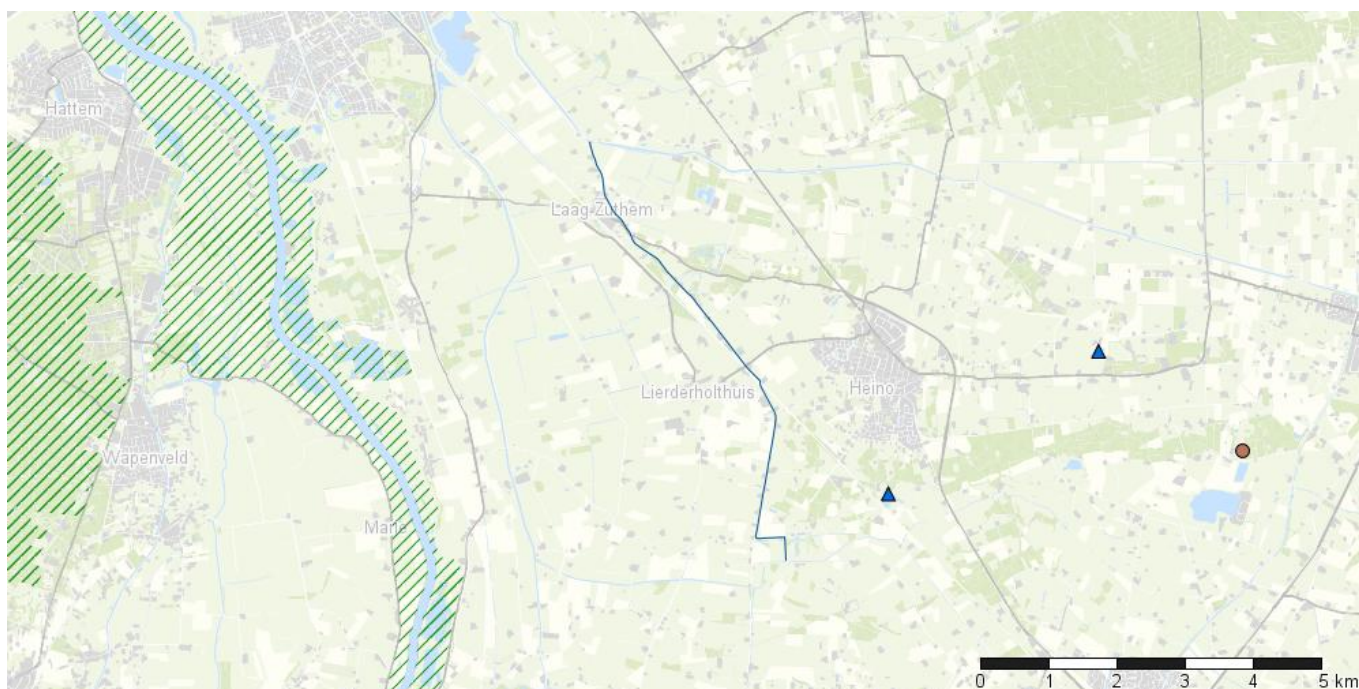 Hattem
Laag Zuthem
Lierderholthuis
Heino
Wapenveld
Marle
0 1 2 3 4 5 km